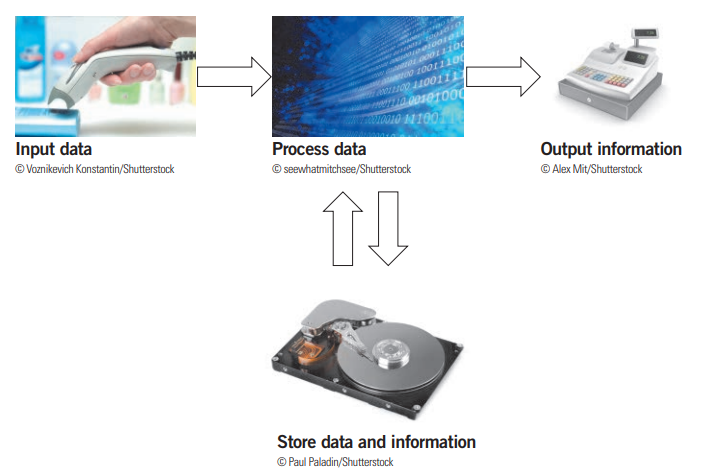 Input data
© Voznikevich Konstantin/Shutterstock
Process data
© seewhatmitchsee/Shutterstock
Output information
© Alex Mit/Shutterstock
Store data and information
© Paul Paladin/Shutterstock